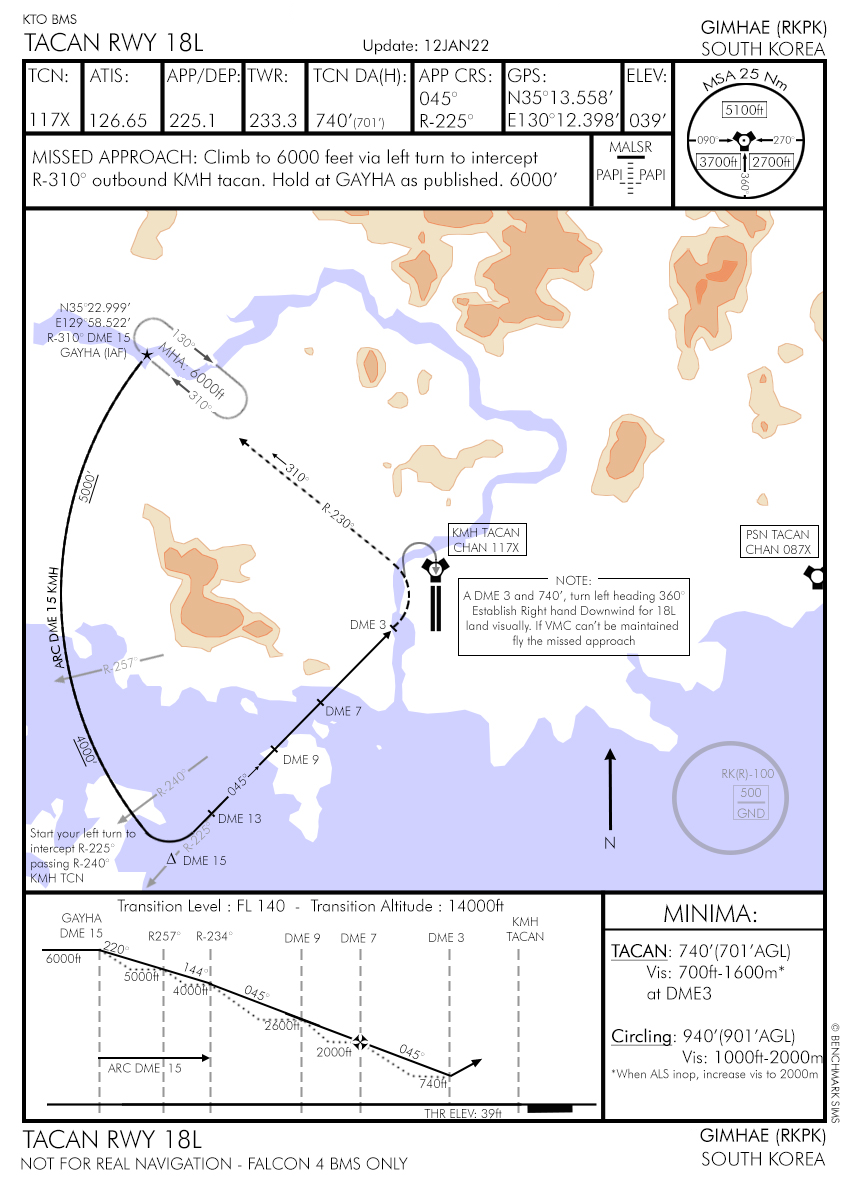 KTO BMS
TACAN RWY 18L
Update: 12JAN22
GIMHAE (RKPK)
SOUTH KOREA
TCN:
117X
ATIS:
126.65
APP/DEP:
225.1
TWR:
233.3
TCN DA(H):
740'(701')
APP CRS:
045°
R-225°
GPS:
N35°13.558'
E130°12.398'
ELEV:
039'
MSA 25 Nm
5100ft
090°
270°
3700ft
2700ft
360°
MISSED APPROACH: Climb to 6000 feet via left turn to intercept
R-310° outbound KMH tacan. Hold at GAYHA as published. 6000'
MALSR
PAPI
PAPI
N35°22.999'
E129°58.522'
R-310° DME 15
GAYHA (IAF)
130°
MHA: 6000ft
310°
5000'
310°
R-230°
KMH TACAN
CHAN 117X
PSN TACAN
CHAN 087X
NOTE:
A DME 3 and 740', turn left heading 360°
Establish Right hand Downwind for 18L
land visually. If VMC can't be maintained
fly the missed approach
ARC DME 15 KMH
DME 3
R-257°
DME 7
4000'
DME 9
R-240°
045°
DME 13
R-225°
DME 15
Start your left turn to
intercept R-225°
passing R-240°
KMH TCN
N
RK(R)-100
500
GND
Transition Level : FL 140 - Transition Altitude : 14000ft
GAYHA
DME 15
R257°
R-234°
DME 9
DME 7
DME 3
KMH
TACAN
6000ft
220°
5000ft
144°
4000ft
045°
2600ft
2000ft
045°
740ft
ARC DME 15
THR ELEV: 39ft
MINIMA:
TACAN: 740'(701'AGL)
Vis: 700ft-1600m*
at DME3
Circling: 940'(901'AGL)
Vis: 1000ft-2000m
*When ALS inop, increase vis to 2000m
© BENCHMARK SIMS
TACAN RWY 18L
NOT FOR REAL NAVIGATION - FALCON 4 BMS ONLY
GIMHAE (RKPK)
SOUTH KOREA